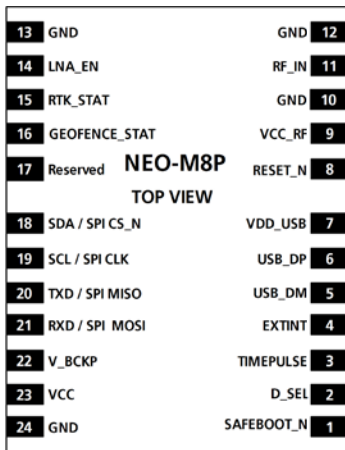 13 GND GND 12
14 LNA_EN RF_IN 11
15 RTK_STAT GND 10
16 GEOFENCE_STAT VCC_RF 9
17 Reserved NEO-M8P RESET_N 8
TOP VIEW
18 SDA / SPI CS_N VDD_USB 7
19 SCL / SPI CLK USB_DP 6
20 TXD / SPI MISO USB_DM 5
21 RXD / SPI MOSI EXTINT 4
22 V_BCKP TIMEPULSE 3
23 VCC D_SEL 2
24 GND SAFEBOOT_N 1